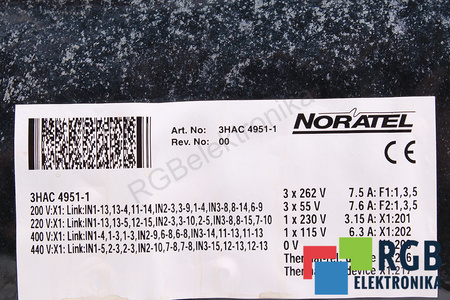 Art. No: 3HAC 4951-1
Rev. No: 00
NORATEL
CE
3HAC 4951-1
200 V:X1: Link:IN1-13,13-4,11-14,IN2-3,3-9,1-4,IN3-8,8-14,6-9
220 V:X1: Link:IN1-14,14-5,12-15,IN2-3,3-10,2-5,IN3-8,8-15,7-10
400 V:X1: Link:IN1-4,1-3,1-3,IN2-9,6-8,6-8,IN3-14,11-13,11-13
440 V:X1: Link:IN1-5,2-3,2-3,IN2-10,7-8,7-8,IN3-15,12-13,12-13
3 x 262 V 7.5 A: F1:1,3,5
3 x 55 V 7.6 A: F2:1,3,5
1 x 230 V 3.15 A: X1:201
1 x 115 V 6.3 A: X1:202
0 V
X1:217
RGBelektronika
RGB
ELEKTRONIKA